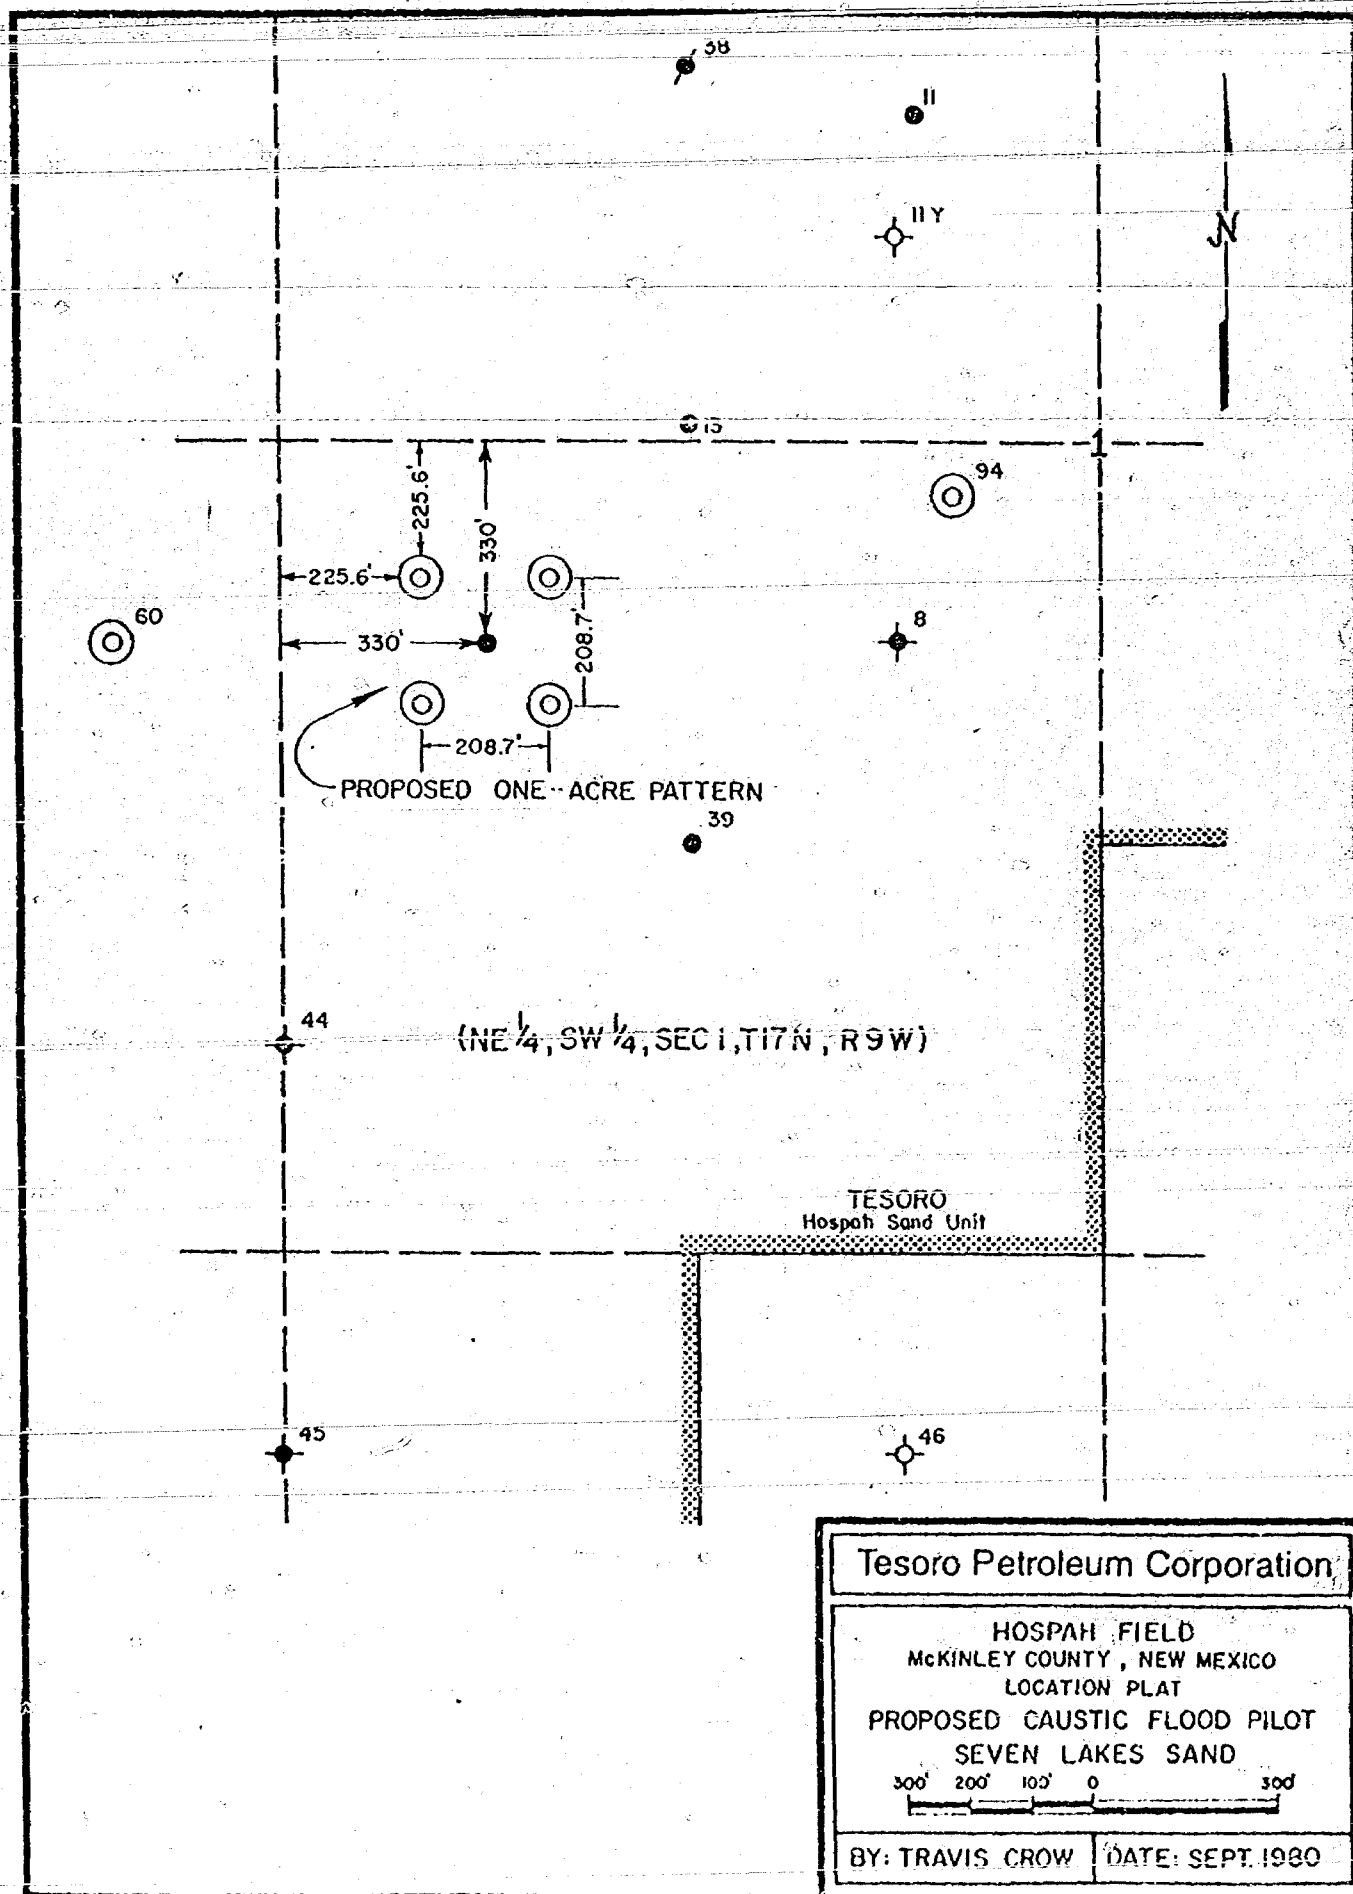 38
11
11Y
N
15
1
94
225.6'
330'
225.6'
60
330'
208.7'
8
208.7'
PROPOSED ONE-ACRE PATTERN
39
44
(NE 1/4, SW 1/4, SEC 1, T17N, R9W)
TESORO
Hospah Sand Unit
45
46
Tesoro Petroleum Corporation
HOSPAH FIELD
McKINLEY COUNTY, NEW MEXICO
LOCATION PLAT
PROPOSED CAUSTIC FLOOD PILOT
SEVEN LAKES SAND
300' 200' 100' 0 300'
BY: TRAVIS CROW DATE: SEPT. 1980